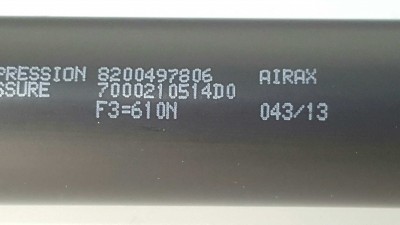 PRESSION 8200497806 AIRAX
SSURE 7000210514D0
F3=610N 043/13